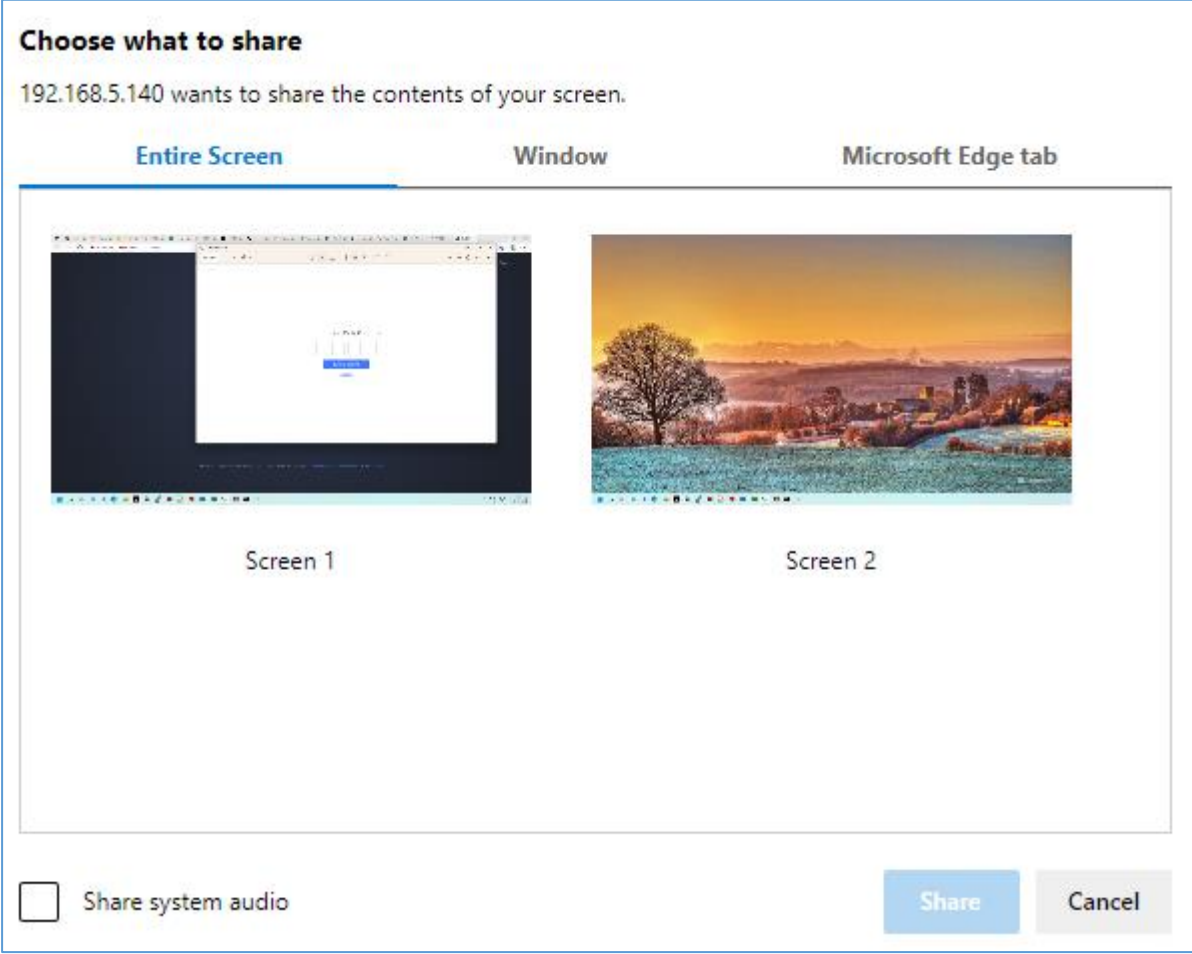 Choose what to share
192.168.5.140 wants to share the contents of your screen.
Entire Screen Window Microsoft Edge tab
Screen 1 Screen 2
Share system audio Share Cancel